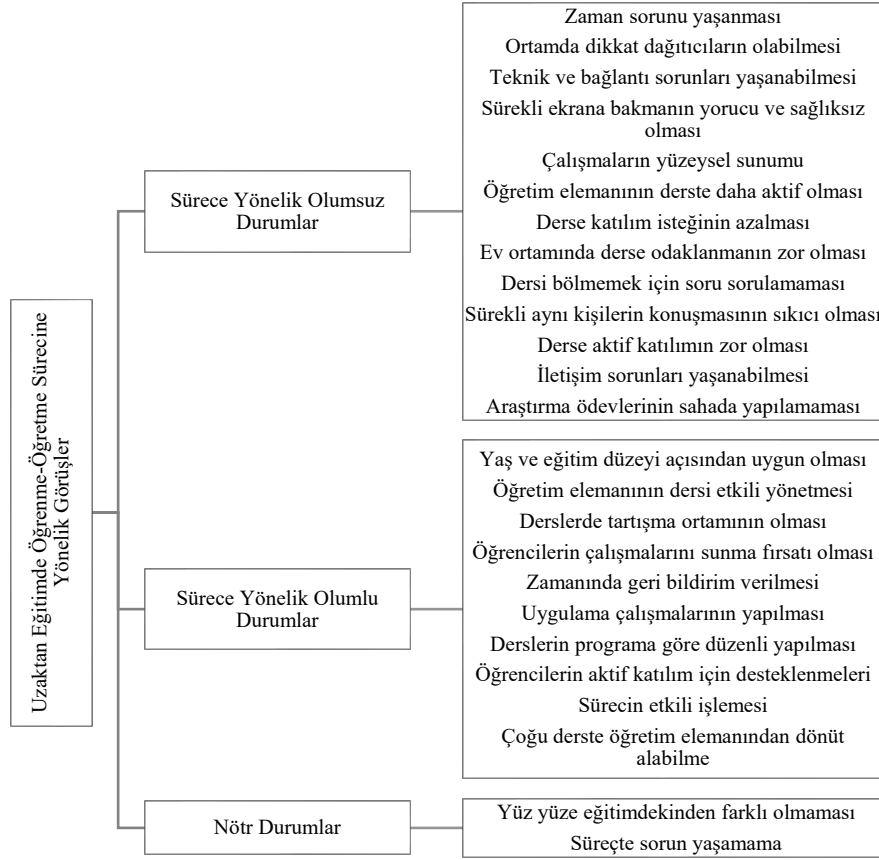 Uzaktan Eğitimde Öğrenme-Öğretme Sürecine
Yönelik Görüşler
Sürece Yönelik Olumsuz
Durumlar
Zaman sorunu yaşanması
Ortamda dikkat dağıtıcıların olabilmesi
Teknik ve bağlantı sorunları yaşanabilmesi
Sürekli ekrana bakmanın yorucu ve sağlıksız
olması
Çalışmaların yüzeysel sunumu
Öğretim elemanının derste daha aktif olması
Derse katılım isteğinin azalması
Ev ortamında derse odaklanmanın zor olması
Dersi bölmemek için soru sorulamaması
Sürekli aynı kişilerin konuşmasının sıkıcı olması
Derse aktif katılımın zor olması
İletişim sorunları yaşanabilmesi
Araştırma ödevlerinin sahada yapılamaması
Sürece Yönelik Olumlu
Durumlar
Yaş ve eğitim düzeyi açısından uygun olması
Öğretim elemanının dersi etkili yönetmesi
Derslerde tartışma ortamının olması
Öğrencilerin çalışmalarını sunma fırsatı olması
Zamanında geri bildirim verilmesi
Uygulama çalışmalarının yapılması
Derslerin programa göre düzenli yapılması
Öğrencilerin aktif katılım için desteklenmeleri
Sürecin etkili işlemesi
Çoğu derste öğretim elemanından dönüt
alabilme
Nötr Durumlar
Yüz yüze eğitimdekinden farklı olmaması
Süreçte sorun yaşamama